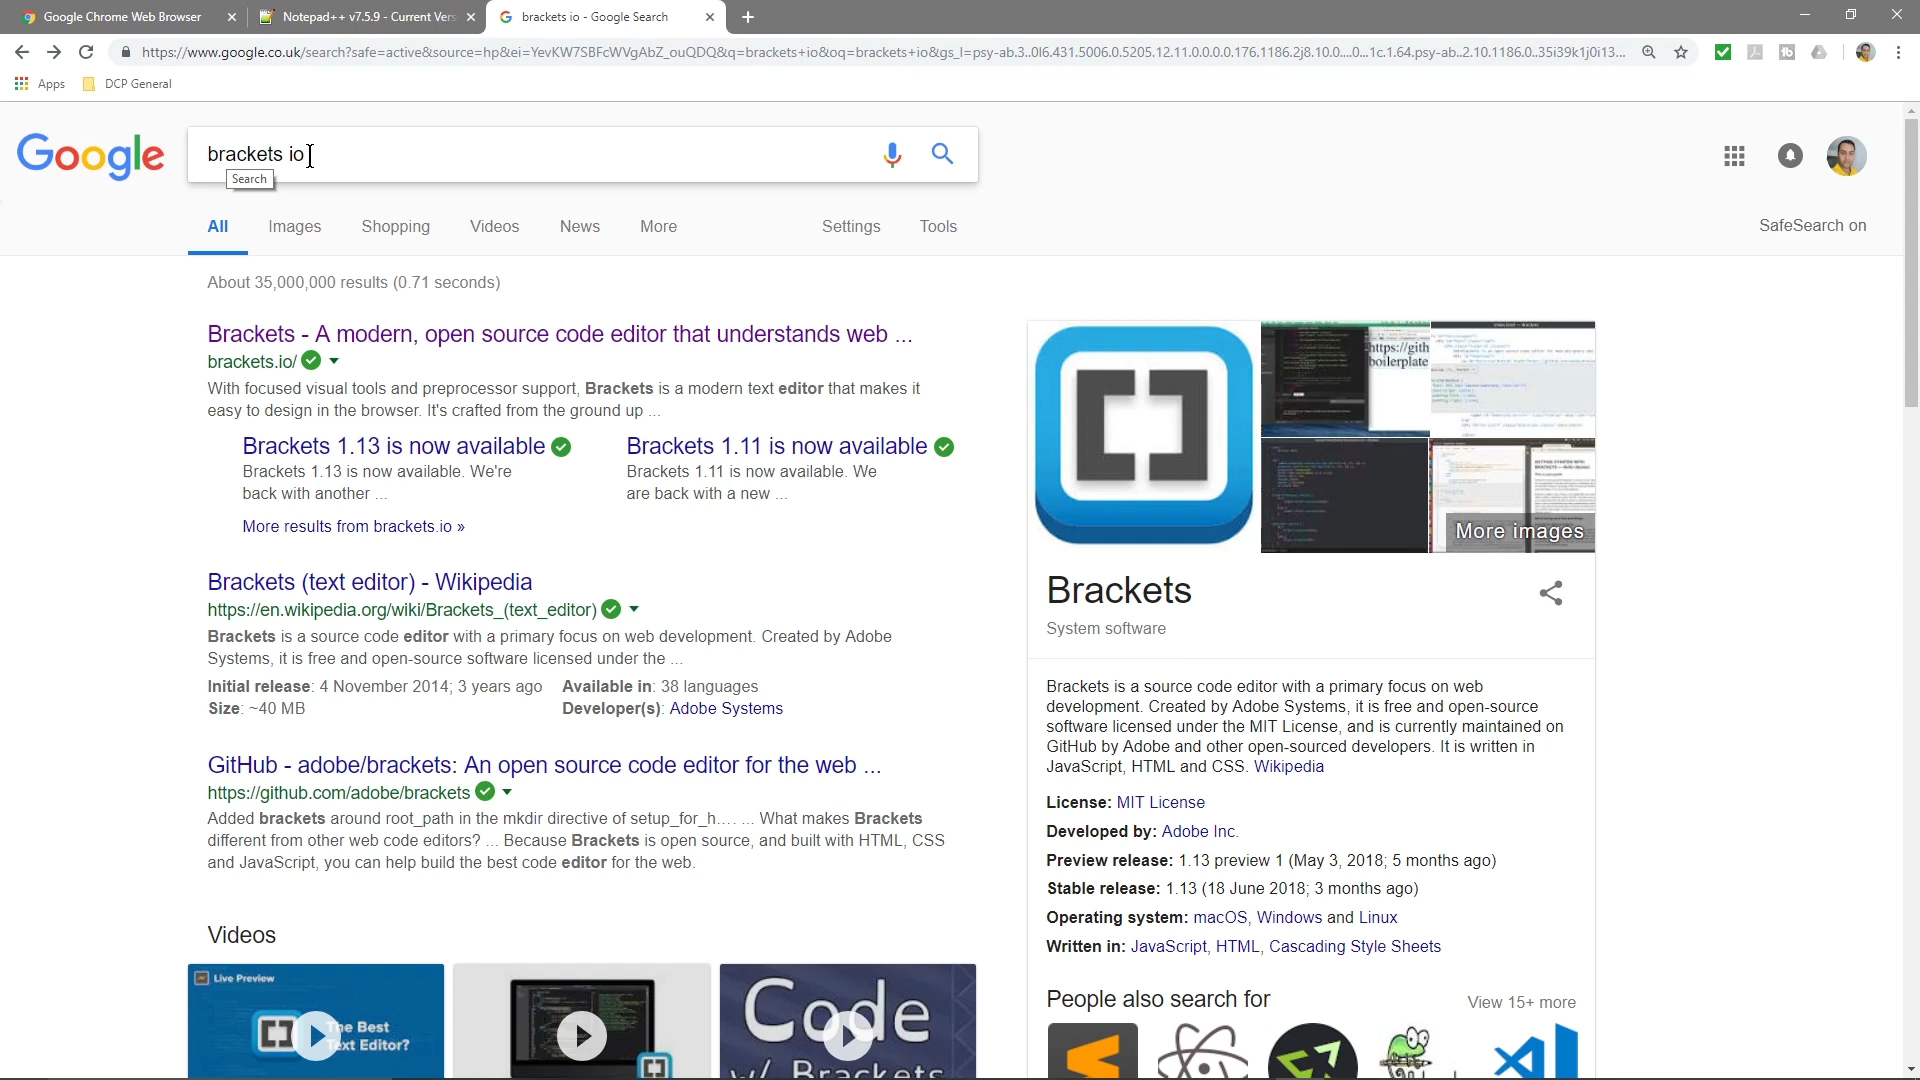 Google Chrome Web Browser
Notepad++ v7.5.9 - Current Vers
brackets io - Google Search
https://www.google.co.uk/search?safe=active&source=hp&ei=YevKW7SBFcWVgAbZ_ouQDQ&q=brackets+io&oq=brackets+io&gs_l=psy-ab.3..0l6.431.5006.0.5205.12.11.0.0.0.0.176.1186.2j8.10.0....0...1c.1.64.psy-ab..2.10.1186.0..35i39k1j0i13...
Apps
DCP General
Google
brackets io
Search
All
Images
Shopping
Videos
News
More
Settings
Tools
SafeSearch on
About 35,000,000 results (0.71 seconds)
Brackets - A modern, open source code editor that understands web ...
brackets.io/
With focused visual tools and preprocessor support, Brackets is a modern text editor that makes it
easy to design in the browser. It's crafted from the ground up ...
Brackets 1.13 is now available
Brackets 1.13 is now available. We're
back with another ...
Brackets 1.11 is now available
Brackets 1.11 is now available. We
are back with a new ...
More results from brackets.io »
Brackets (text editor) - Wikipedia
https://en.wikipedia.org/wiki/Brackets_(text_editor)
Brackets is a source code editor with a primary focus on web development. Created by Adobe
Systems, it is free and open-source software licensed under the ...
Initial release: 4 November 2014; 3 years ago
Available in: 38 languages
Size: ~40 MB
Developer(s): Adobe Systems
GitHub - adobe/brackets: An open source code editor for the web ...
https://github.com/adobe/brackets
Added brackets around root_path in the mkdir directive of setup_for_h.... ... What makes Brackets
different from other web code editors? ... Because Brackets is open source, and built with HTML, CSS
and JavaScript, you can help build the best code editor for the web.
Videos
Live Preview
The Best
Text Editor?
Code
w/ Brackets
https://gith
boilerplate
More images
Brackets
System software
Brackets is a source code editor with a primary focus on web
development. Created by Adobe Systems, it is free and open-source
software licensed under the MIT License, and is currently maintained on
GitHub by Adobe and other open-sourced developers. It is written in
JavaScript, HTML and CSS. Wikipedia
License: MIT License
Developed by: Adobe Inc.
Preview release: 1.13 preview 1 (May 3, 2018; 5 months ago)
Stable release: 1.13 (18 June 2018; 3 months ago)
Operating system: macOS, Windows and Linux
Written in: JavaScript, HTML, Cascading Style Sheets
People also search for
View 15+ more